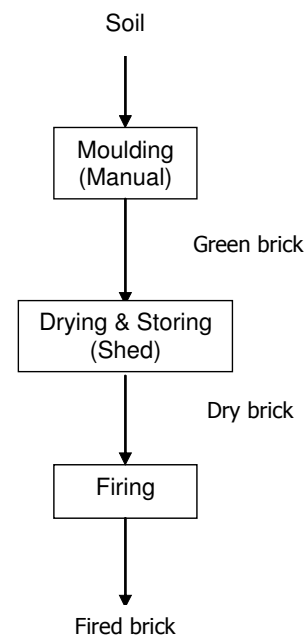 Soil
Moulding
(Manual)
Green brick
Drying & Storing
(Shed)
Dry brick
Firing
Fired brick